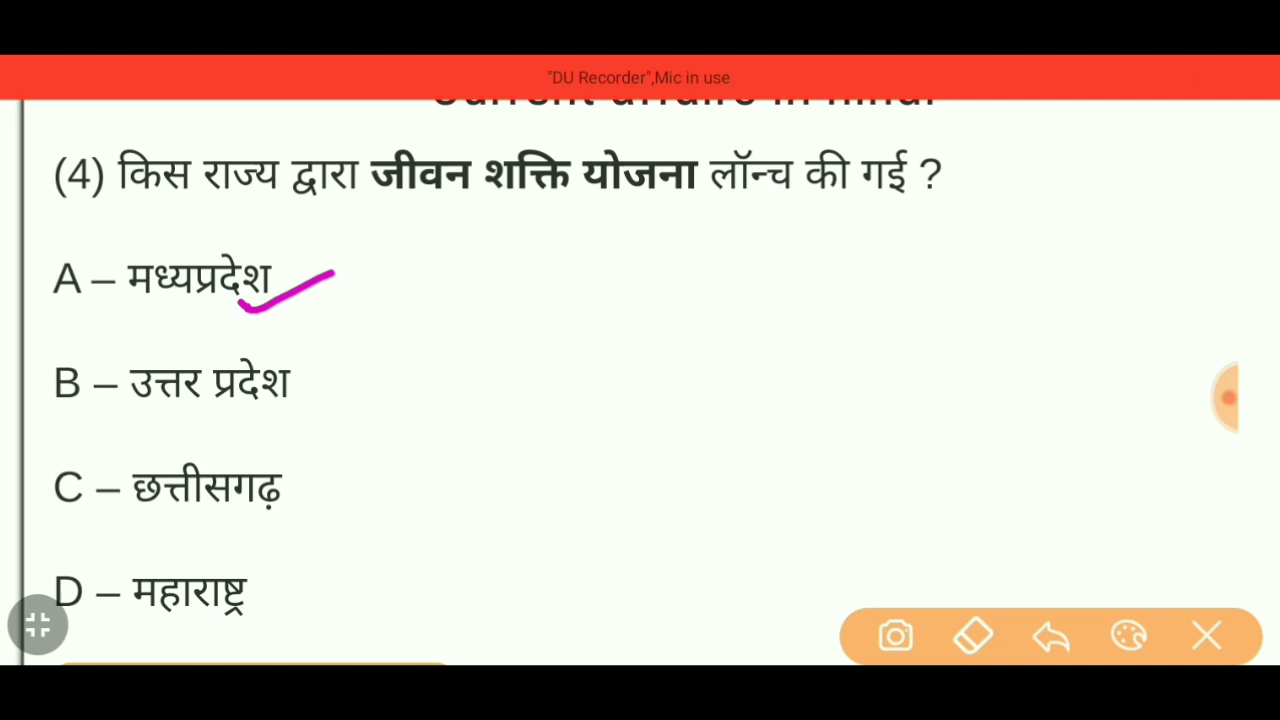 "DU Recorder",Mic in use
(4) किस राज्य द्वारा जीवन शक्ति योजना लॉन्च की गई ?
A – मध्यप्रदेश
B – उत्तर प्रदेश
C – छत्तीसगढ़
D – महाराष्ट्र